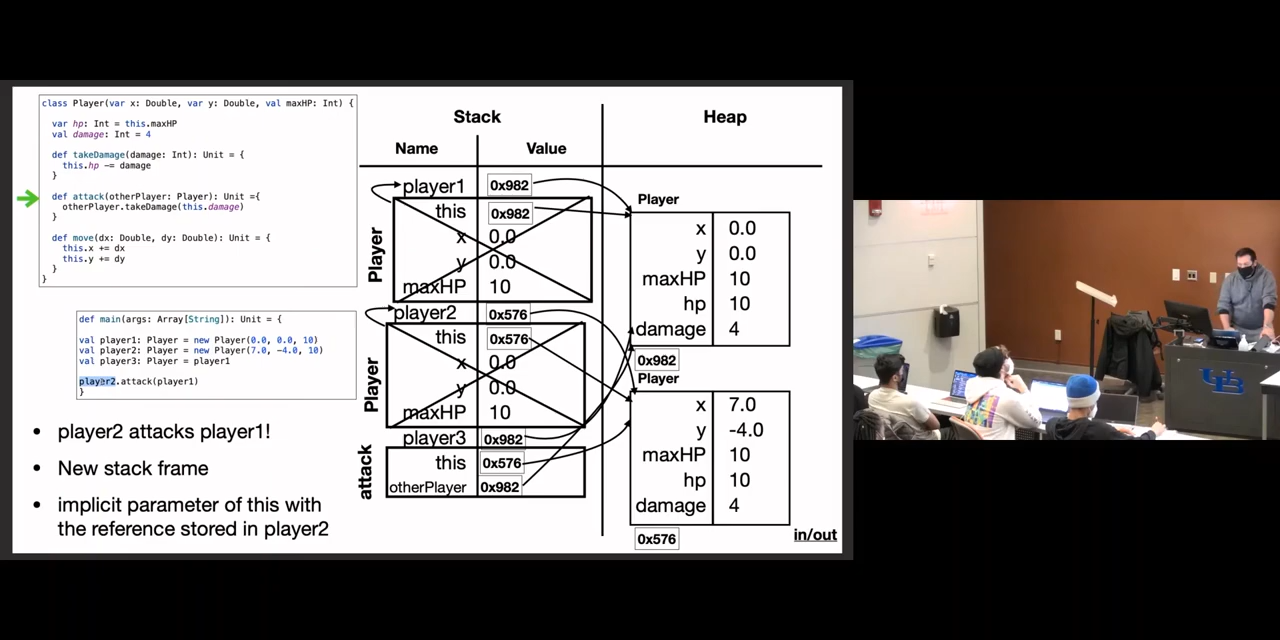 class Player(var x: Double, var y: Double, val maxHP: Int) {
var hp: Int = this.maxHP
val damage: Int = 4
def takeDamage(damage: Int): Unit = {
this.hp -= damage
}
def attack(otherPlayer: Player): Unit ={
otherPlayer.takeDamage(this.damage)
}
def move(dx: Double, dy: Double): Unit = {
this.x += dx
this.y += dy
}
}
def main(args: Array[String]): Unit = {
val player1: Player = new Player(0.0, 0.0, 10)
val player2: Player = new Player(7.0, -4.0, 10)
val player3: Player = player1
player2.attack(player1)
}
• player2 attacks player1!
• New stack frame
• implicit parameter of this with
the reference stored in player2
Stack
Name Value
player1 0x982
Player
this 0x982
x 0.0
y 0.0
maxHP 10
player2 0x576
Player
this 0x576
x 0.0
y 0.0
maxHP 10
player3 0x982
attack
this 0x576
otherPlayer 0x982
Heap
Player
x 0.0
y 0.0
maxHP 10
hp 10
damage 4
0x982
Player
x 7.0
y -4.0
maxHP 10
hp 10
damage 4
0x576
in/out
UB